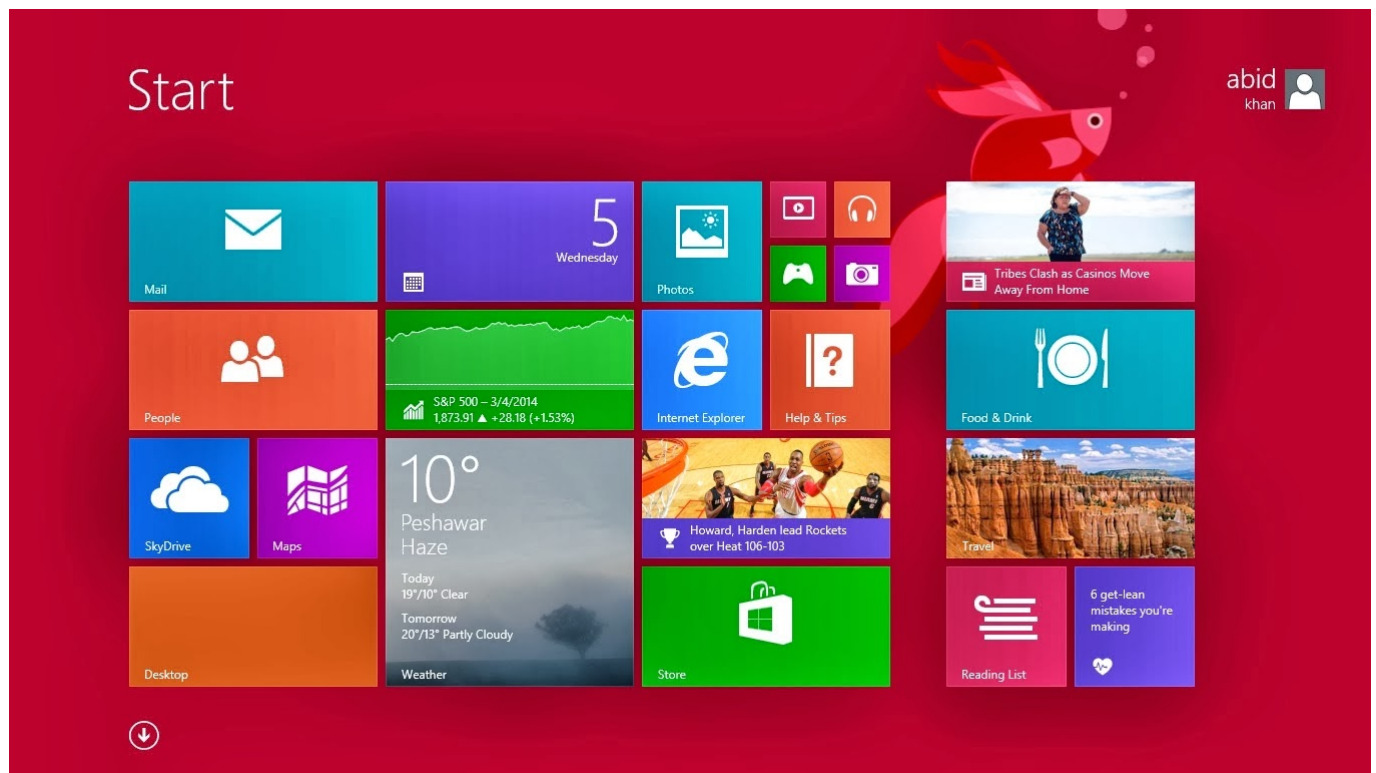 Start
abid
khan
Mail
5
Wednesday
Photos
Tribes Clash as Casinos Move
Away From Home
People
S&P 500 – 3/4/2014
1,873.91 ▲ +28.18 (+1.53%)
Internet Explorer
Help & Tips
Food & Drink
SkyDrive
Maps
10°
Peshawar
Haze
Today
19°/10° Clear
Tomorrow
20°/13° Partly Cloudy
Weather
Howard, Harden lead Rockets
over Heat 106-103
Travel
Desktop
Store
Reading List
6 get-lean
mistakes you're
making